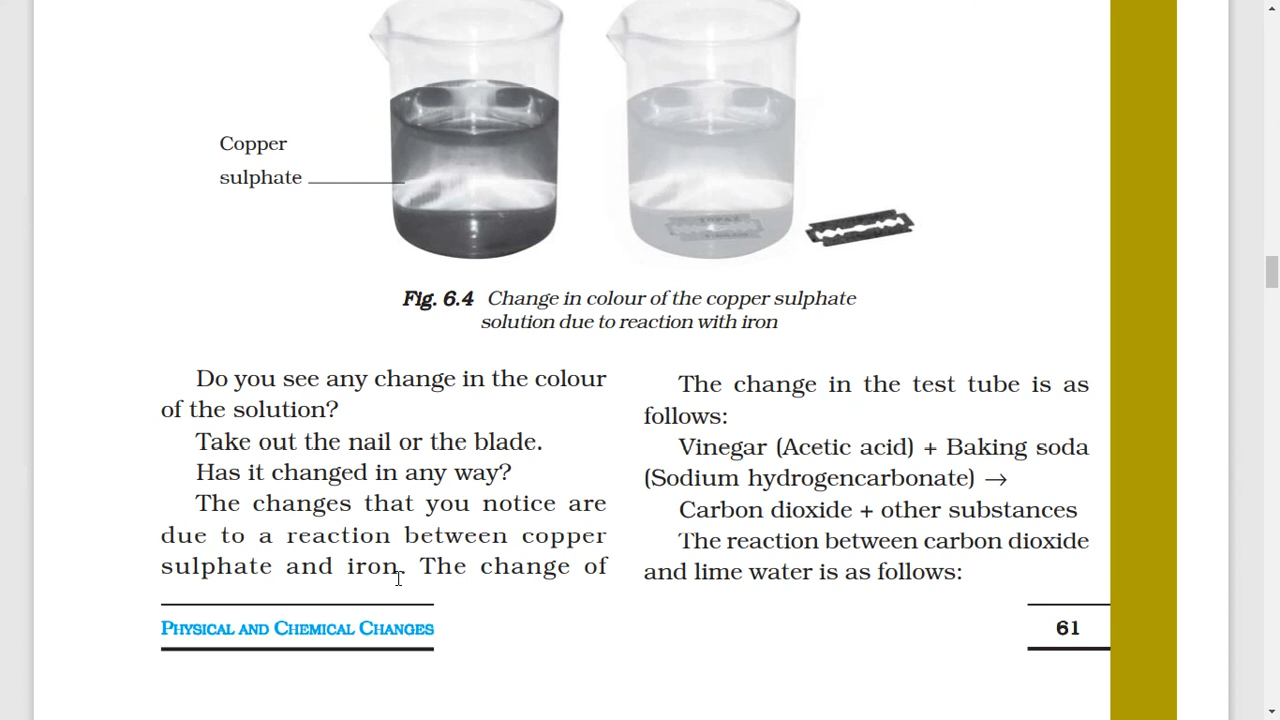 Copper
sulphate
Fig. 6.4 Change in colour of the copper sulphate
solution due to reaction with iron
Do you see any change in the colour
of the solution?
Take out the nail or the blade.
Has it changed in any way?
The changes that you notice are
due to a reaction between copper
sulphate and iron. The change of
The change in the test tube is as
follows:
Vinegar (Acetic acid) + Baking soda
(Sodium hydrogencarbonate) →
Carbon dioxide + other substances
The reaction between carbon dioxide
and lime water is as follows:
PHYSICAL AND CHEMICAL CHANGES
61